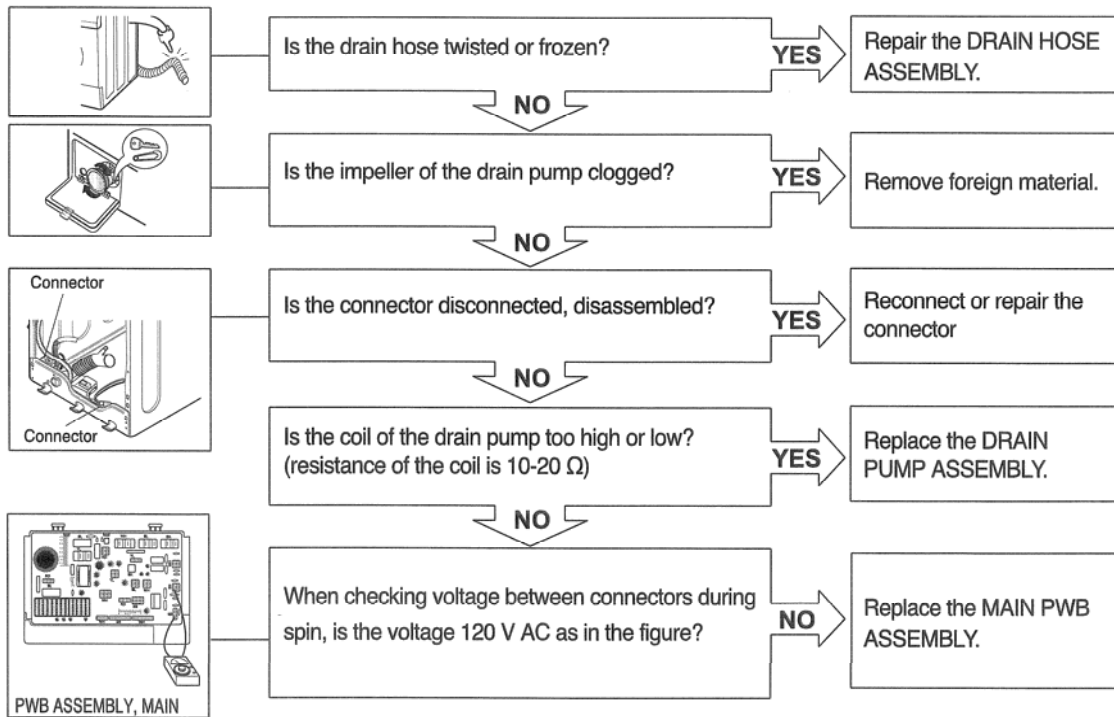 Is the drain hose twisted or frozen?
YES
Repair the DRAIN HOSE
ASSEMBLY.
NO
Is the impeller of the drain pump clogged?
YES
Remove foreign material.
NO
Connector
Connector
Is the connector disconnected, disassembled?
YES
Reconnect or repair the
connector
NO
Is the coil of the drain pump too high or low?
(resistance of the coil is 10-20 Ω)
YES
Replace the DRAIN
PUMP ASSEMBLY.
NO
PWB ASSEMBLY, MAIN
When checking voltage between connectors during
spin, is the voltage 120 V AC as in the figure?
NO
Replace the MAIN PWB
ASSEMBLY.